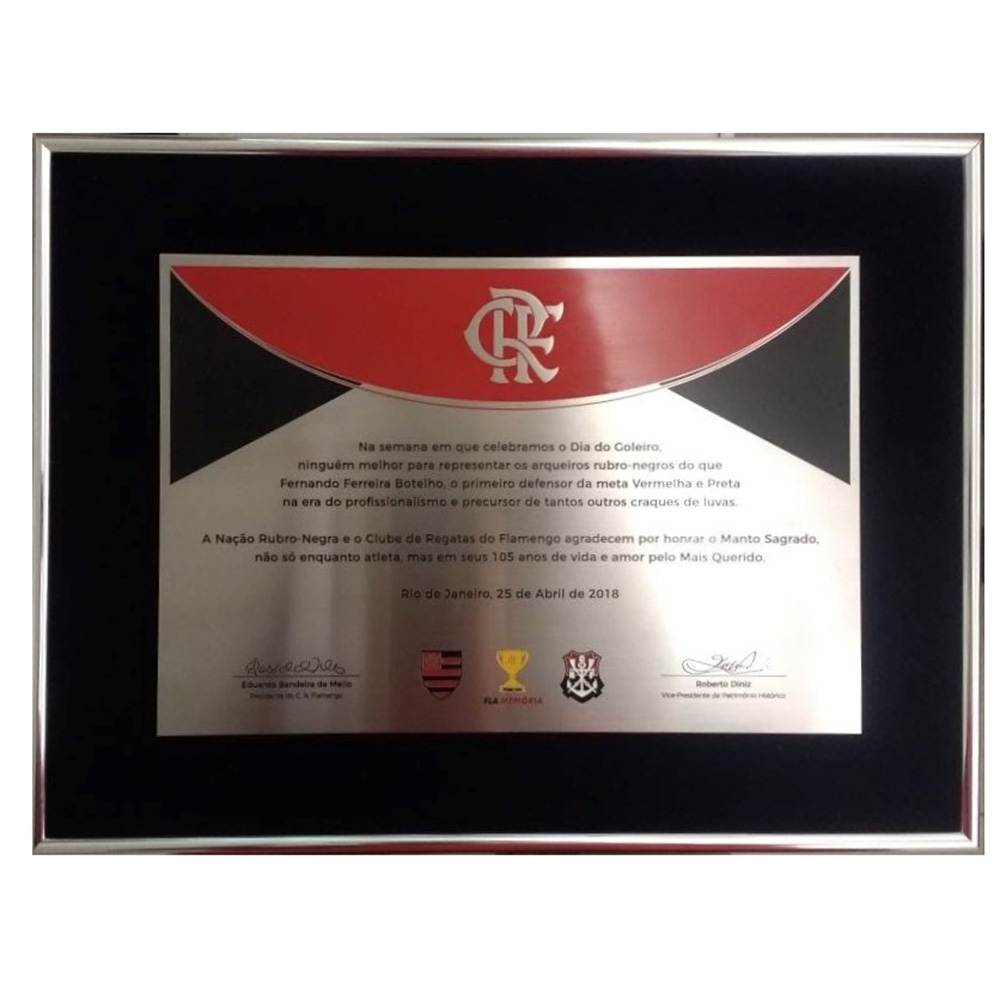 CRF
Na semana em que celebramos o Dia do Goleiro,
ninguém melhor para representar os arqueiros rubro-negros do que
Fernando Ferreira Botelho, o primeiro defensor da meta Vermelha e Preta
na era do profissionalismo e precursor de tantos outros craques de luvas.
A Nação Rubro-Negra e o Clube de Regatas do Flamengo agradecem por honrar o Manto Sagrado,
não só enquanto atleta, mas em seus 105 anos de vida e amor pelo Mais Querido.
Rio de Janeiro, 25 de Abril de 2018
Eduardo Bandeira de Mello
Presidente do C. R. Flamengo
FLA MEMÓRIA
Roberto Diniz
Vice-Presidente de Patrimônio Histórico